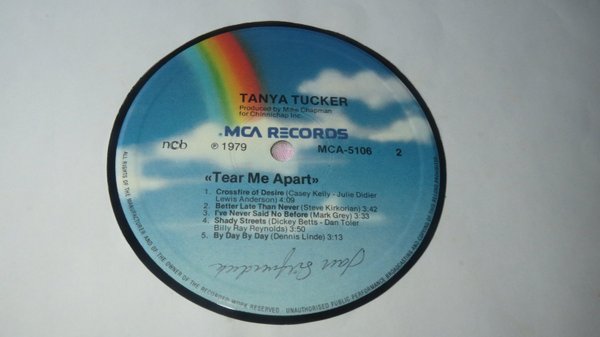 TANYA TUCKER
Produced by Mike Chapman
for Chinnichap Inc.
MCA RECORDS
ncb
℗ 1979
MCA-5106
2
«Tear Me Apart»
1. Crossfire of Desire (Casey Kelly - Julie Didier
Lewis Anderson) 4:09
2. Better Late Than Never (Steve Kirkorian) 3:42
3. I've Never Said No Before (Mark Grey) 3:33
4. Shady Streets (Dickey Betts - Dan Toler
Billy Ray Reynolds) 3:50
5. By Day By Day (Dennis Linde) 3:13
ALL RIGHTS OF THE MANUFACTURER AND OF THE OWNER OF THE RECORDED WORK RESERVED - UNAUTHORISED PUBLIC PERFORMANCE, BROADCASTING AND